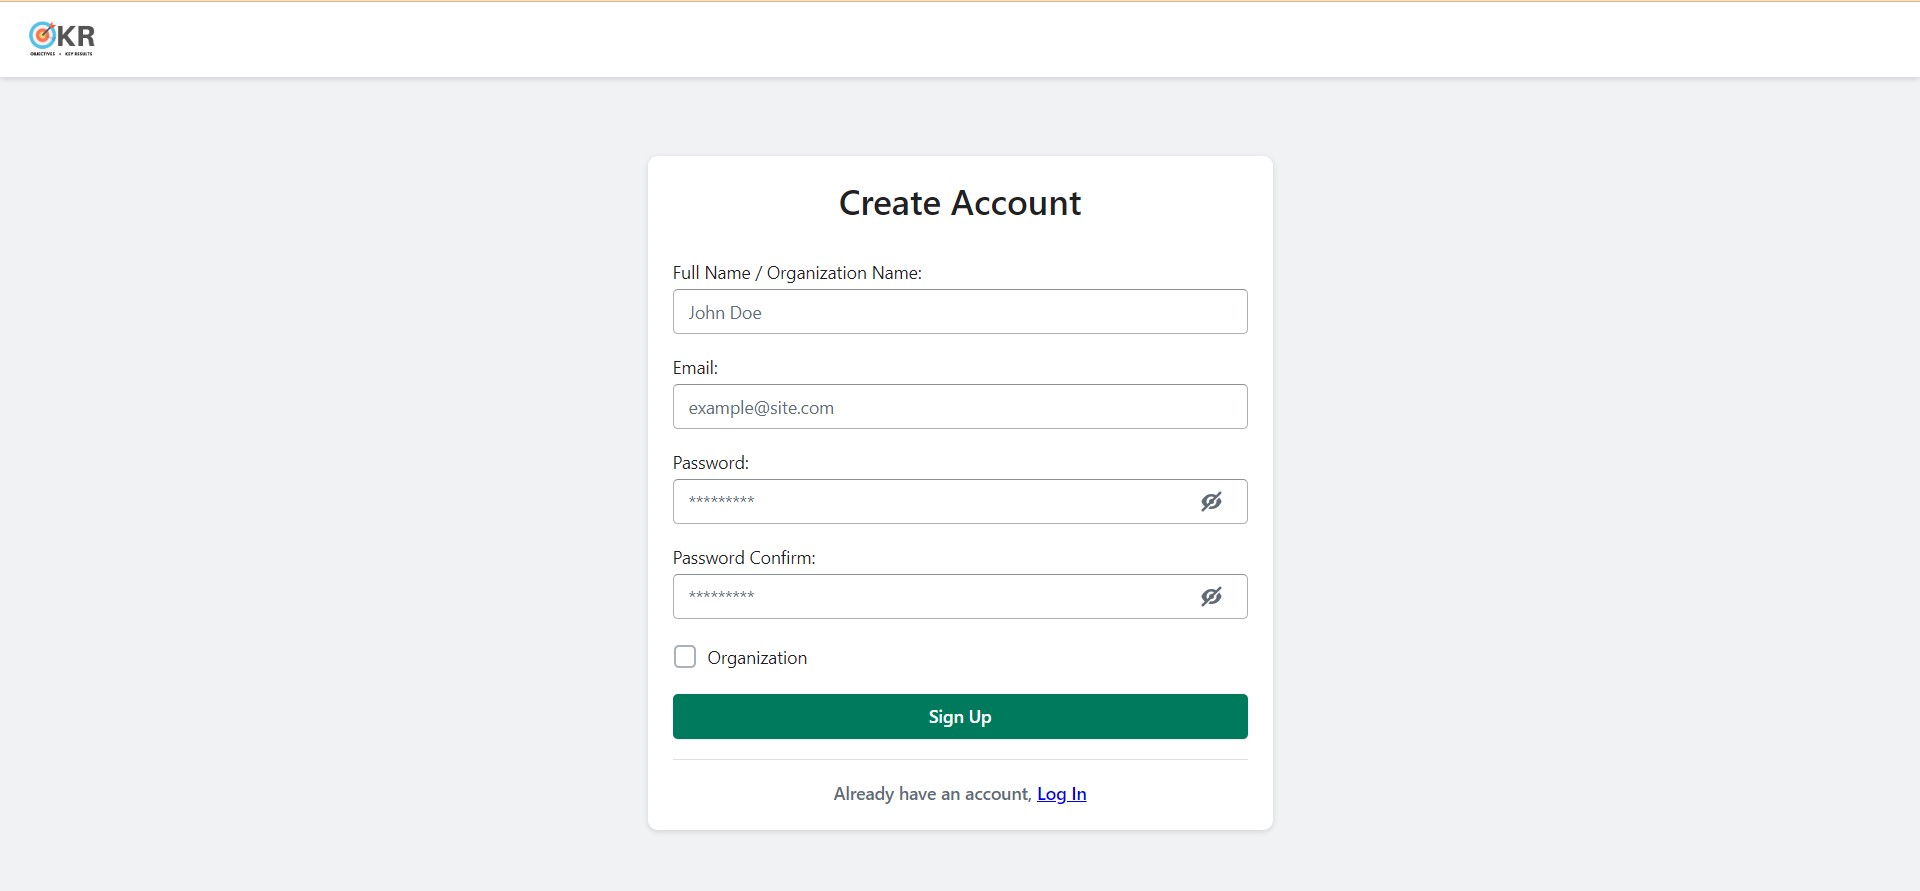 OKR
OBJECTIVES • KEY RESULTS
Create Account
Full Name / Organization Name:
John Doe
Email:
example@site.com
Password:
*********
Password Confirm:
*********
Organization
Sign Up
Already have an account, Log In